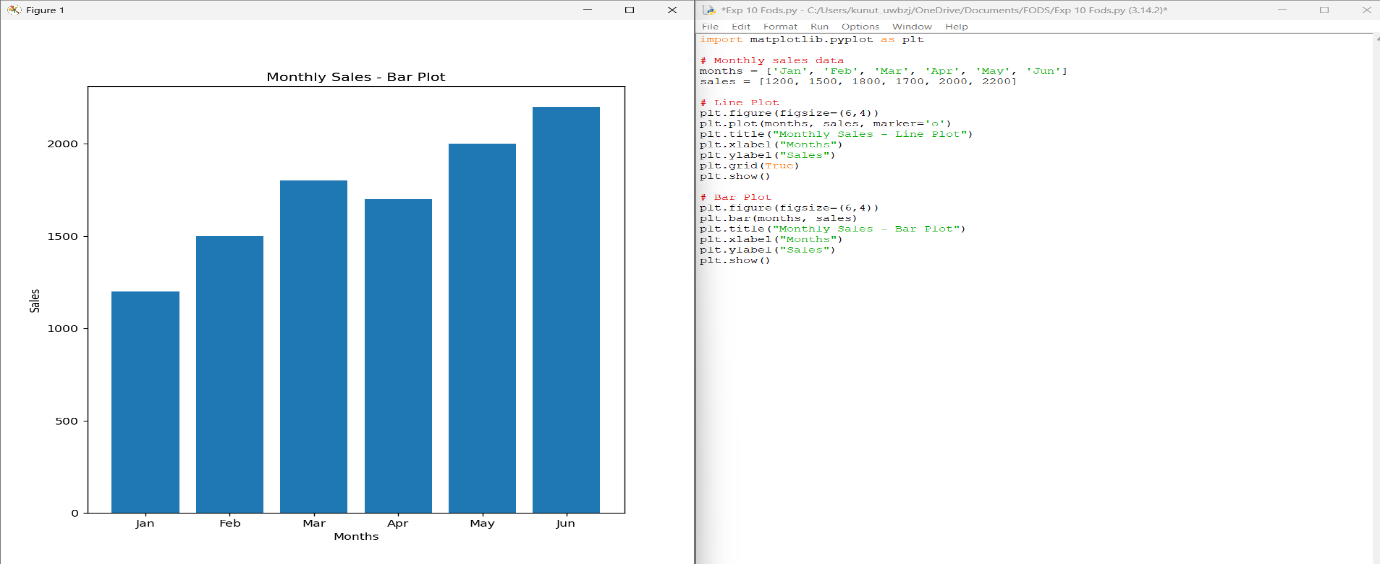 Figure 1
Monthly Sales - Bar Plot
2000
1500
1000
500
0
Sales
Jan Feb Mar Apr May Jun
Months
*Exp 10 Fods.py - C:/Users/kunut_uwbzj/OneDrive/Documents/FODS/Exp 10 Fods.py (3.14.2)*
File Edit Format Run Options Window Help
import matplotlib.pyplot as plt
# Monthly sales data
months = ['Jan', 'Feb', 'Mar', 'Apr', 'May', 'Jun']
sales = [1200, 1500, 1800, 1700, 2000, 2200]
# Line Plot
plt.figure(figsize=(6,4))
plt.plot(months, sales, marker='o')
plt.title("Monthly Sales - Line Plot")
plt.xlabel("Months")
plt.ylabel("Sales")
plt.grid(True)
plt.show()
# Bar Plot
plt.figure(figsize=(6,4))
plt.bar(months, sales)
plt.title("Monthly Sales - Bar Plot")
plt.xlabel("Months")
plt.ylabel("Sales")
plt.show()